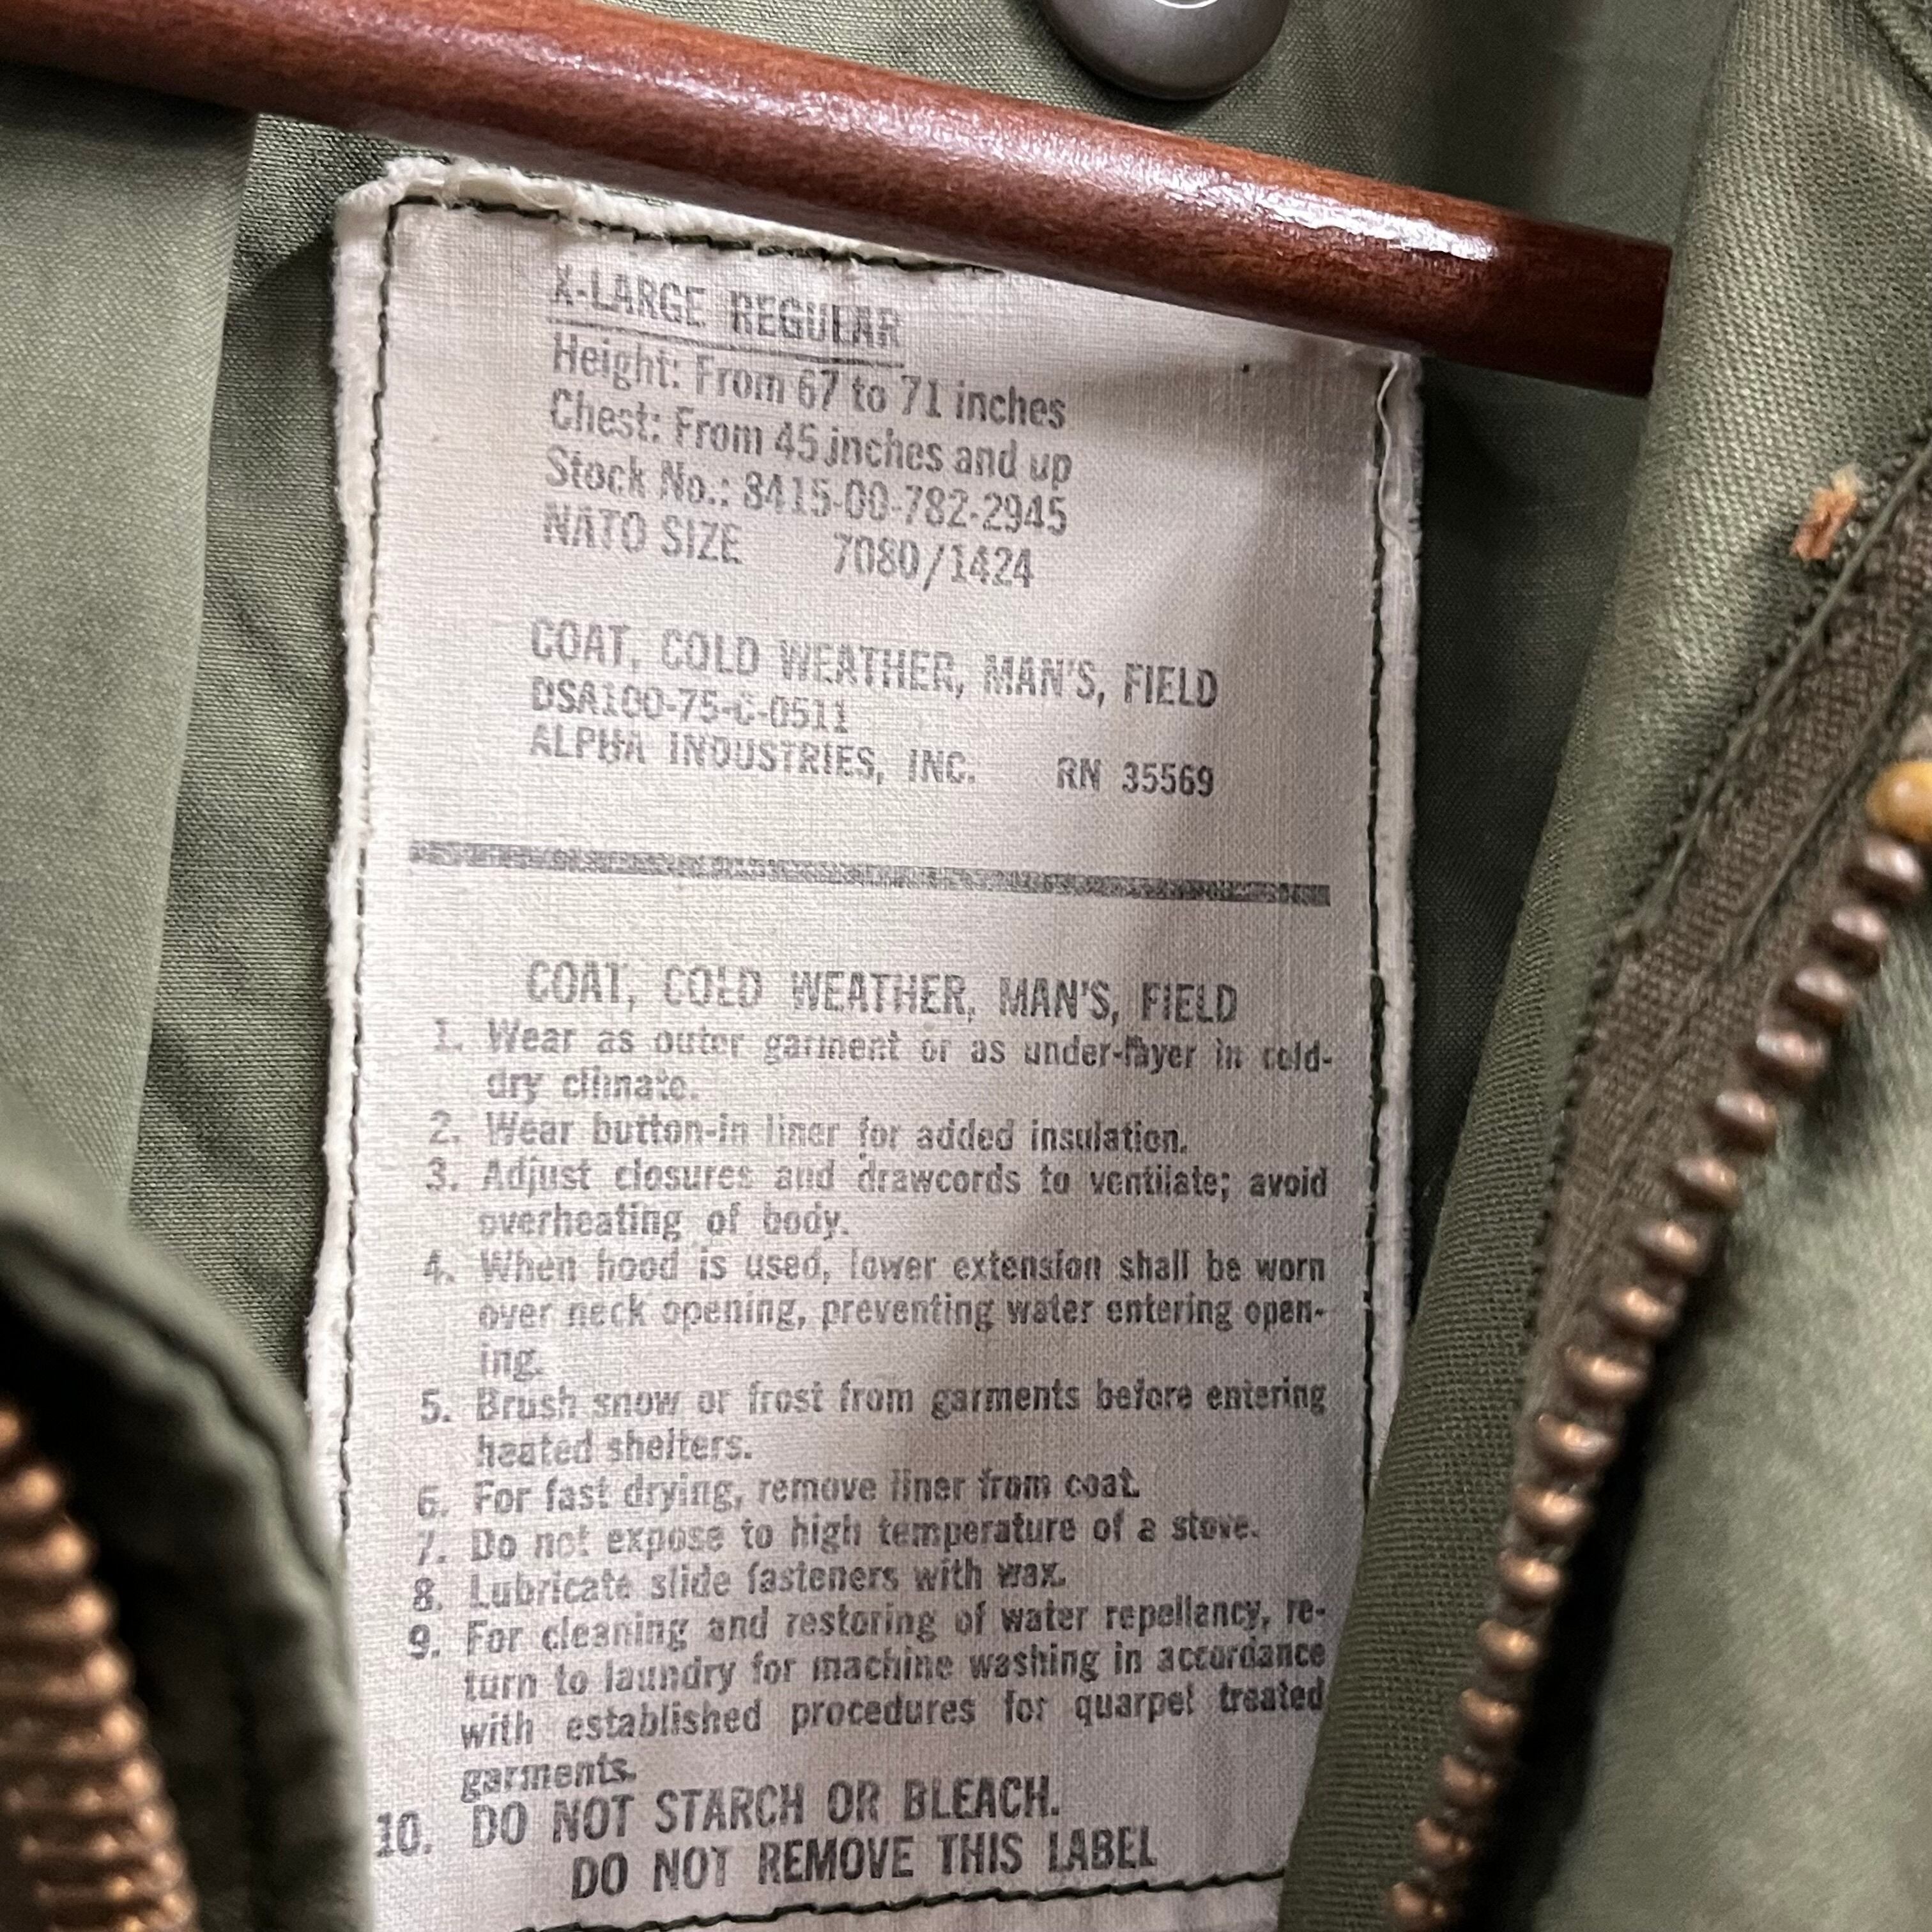 X-LARGE REGULAR
Height: From 67 to 71 inches
Chest: From 45 inches and up
Stock No.: 8415-00-782-2945
NATO SIZE 7080/1424
COAT, COLD WEATHER, MAN'S, FIELD
DSA100-75-C-0511
ALPHA INDUSTRIES, INC. RN 35569
COAT, COLD WEATHER, MAN'S, FIELD
1. Wear as outer garment or as under-layer in cold-
dry climate.
2. Wear button-in liner for added insulation.
3. Adjust closures and drawcords to ventilate; avoid
overheating of body.
4. When hood is used, lower extension shall be worn
over neck opening, preventing water entering open-
ing.
5. Brush snow or frost from garments before entering
heated shelters.
6. For fast drying, remove liner from coat.
7. Do not expose to high temperature of a stove.
8. Lubricate slide fasteners with wax.
9. For cleaning and restoring of water repellancy, re-
turn to laundry for machine washing in accordance
with established procedures for quarpel treated
garments.
10. DO NOT STARCH OR BLEACH.
DO NOT REMOVE THIS LABEL